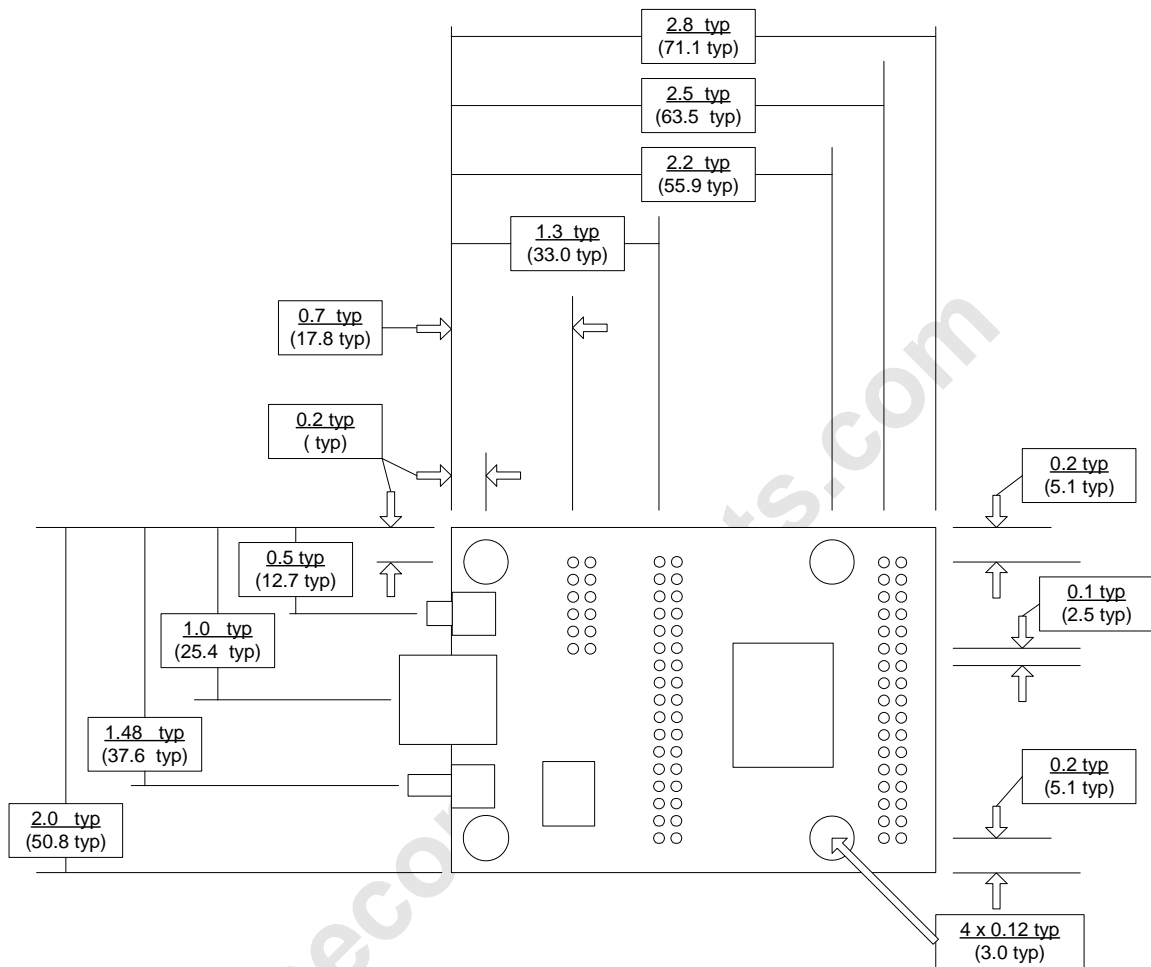 2.8 typ
(71.1 typ)
2.5 typ
(63.5 typ)
2.2 typ
(55.9 typ)
1.3 typ
(33.0 typ)
0.7 typ
(17.8 typ)
0.2 typ
( typ)
0.2 typ
(5.1 typ)
0.5 typ
(12.7 typ)
0.1 typ
(2.5 typ)
1.0 typ
(25.4 typ)
1.48 typ
(37.6 typ)
0.2 typ
(5.1 typ)
2.0 typ
(50.8 typ)
4 x 0.12 typ
(3.0 typ)